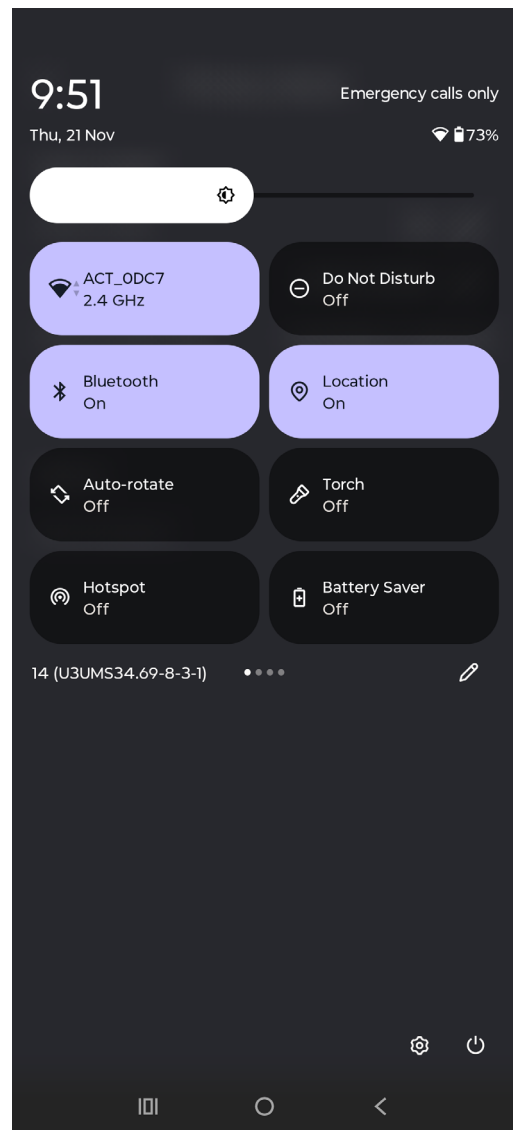 9:51
Emergency calls only
Thu, 21 Nov
73%
ACT_0DC7
2.4 GHz
Do Not Disturb
Off
Bluetooth
On
Location
On
Auto-rotate
Off
Torch
Off
Hotspot
Off
Battery Saver
Off
14 (U3UMS34.69-8-3-1)